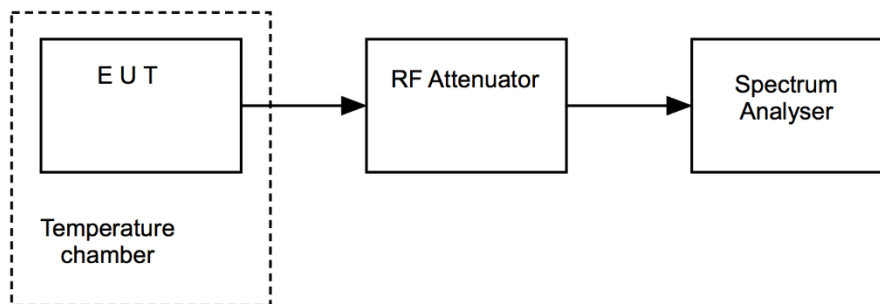 E U T
RF Attenuator
Spectrum
Analyser
Temperature
chamber